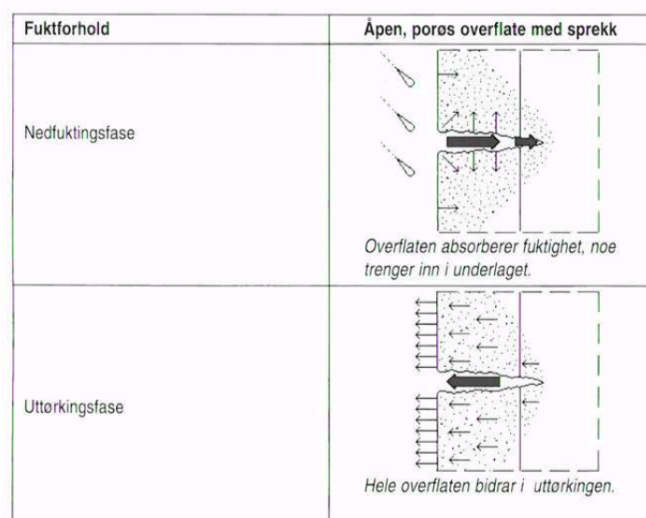 Fuktforhold
Åpen, porøs overflate med sprekk
Nedfuktingsfase
Overflaten absorberer fuktighet, noe
trenger inn i underlaget.
Uttørkingsfase
Hele overflaten bidrar i uttørkingen.